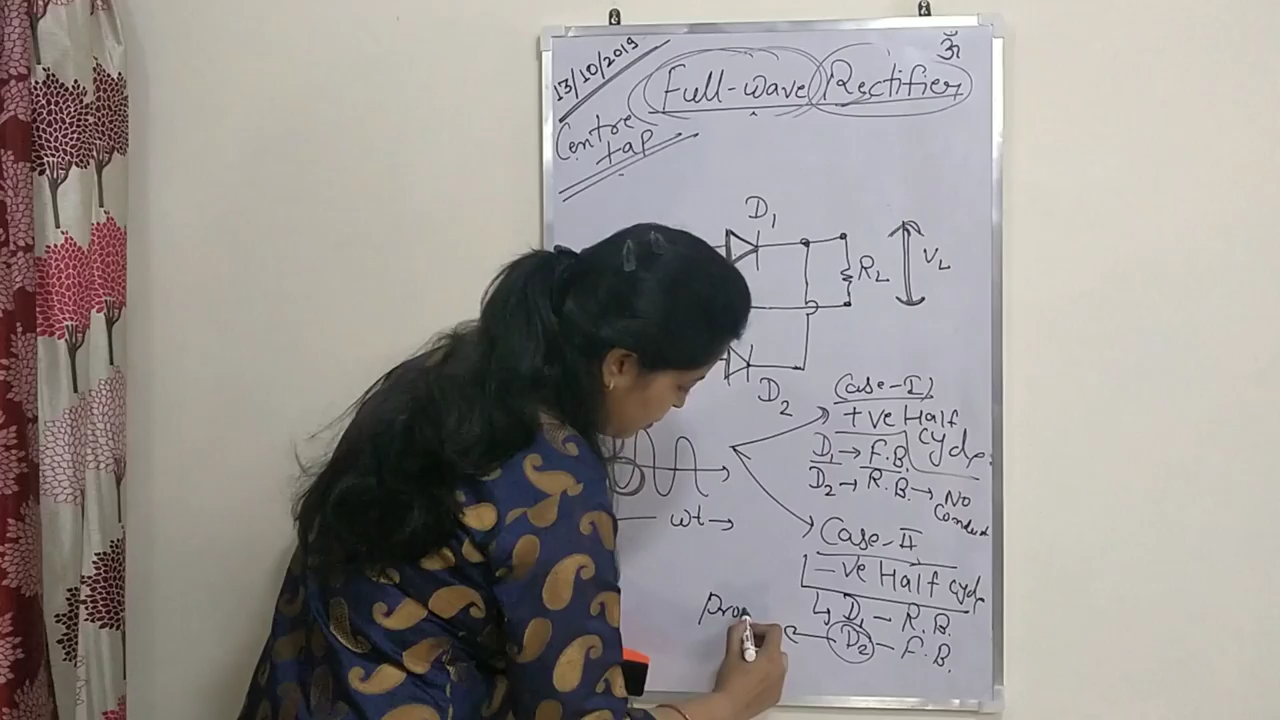 13/10/2019
ॐ
Full-wave Rectifier
Centre
tap
D1
RL
VL
D2
Case-I
+ve Half
Cycle
D1 → F.B.
D2 → R.B. → No
Conduct
ωt →
Case-II
-ve Half Cycle
↳ D1 - R.B.
D2 - F.B.
Pro